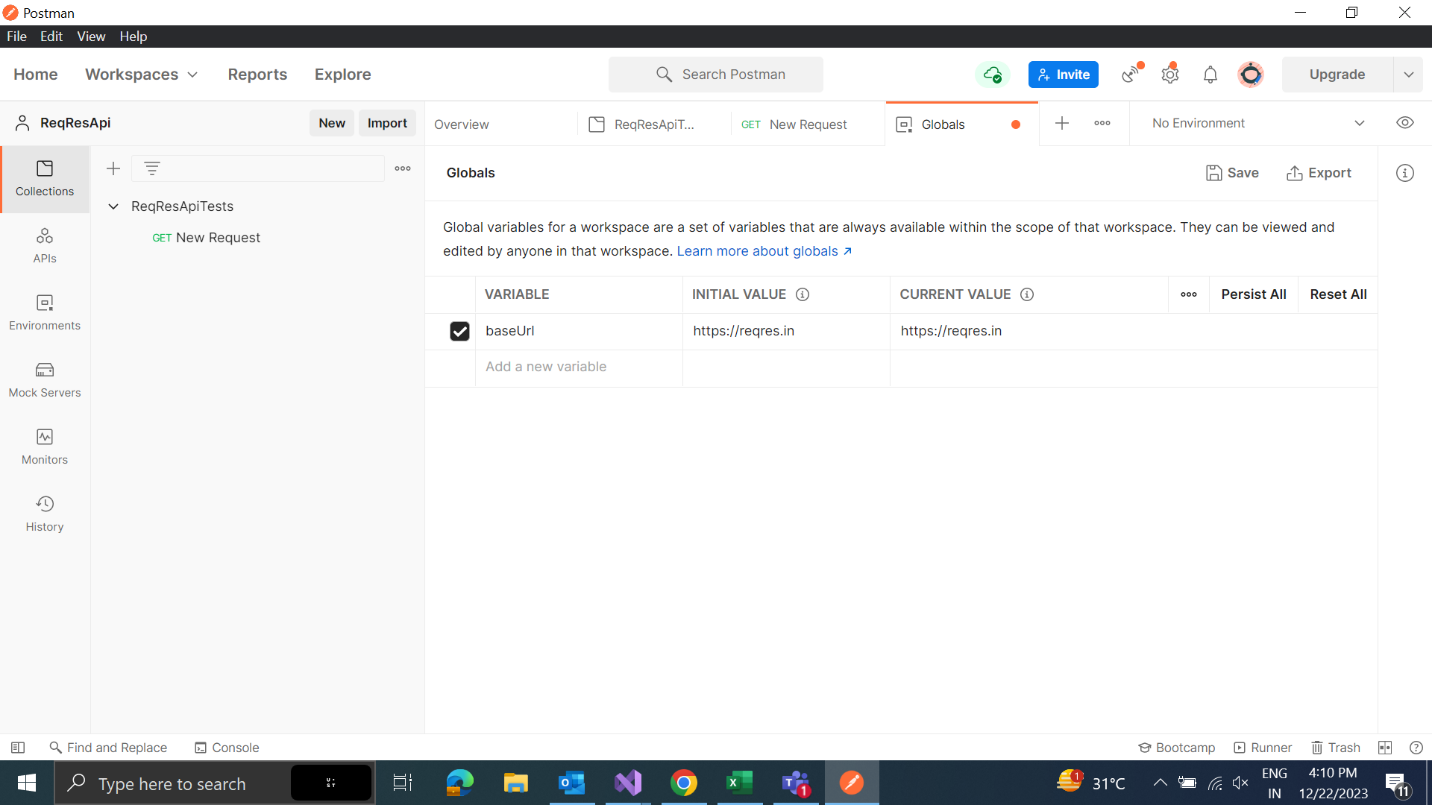 Postman
File Edit View Help
Home Workspaces Reports Explore Search Postman Invite Upgrade
ReqResApi New Import Overview ReqResApiT... GET New Request Globals No Environment
Collections
APIs
Environments
Mock Servers
Monitors
History
ReqResApiTests
GET New Request
Globals Save Export
Global variables for a workspace are a set of variables that are always available within the scope of that workspace. They can be viewed and
edited by anyone in that workspace. Learn more about globals ↗
VARIABLE INITIAL VALUE CURRENT VALUE Persist All Reset All
baseUrl https://reqres.in https://reqres.in
Add a new variable
Find and Replace Console Bootcamp Runner Trash
Type here to search 1 1 31°C ENG 4:10 PM
IN 12/22/2023 11